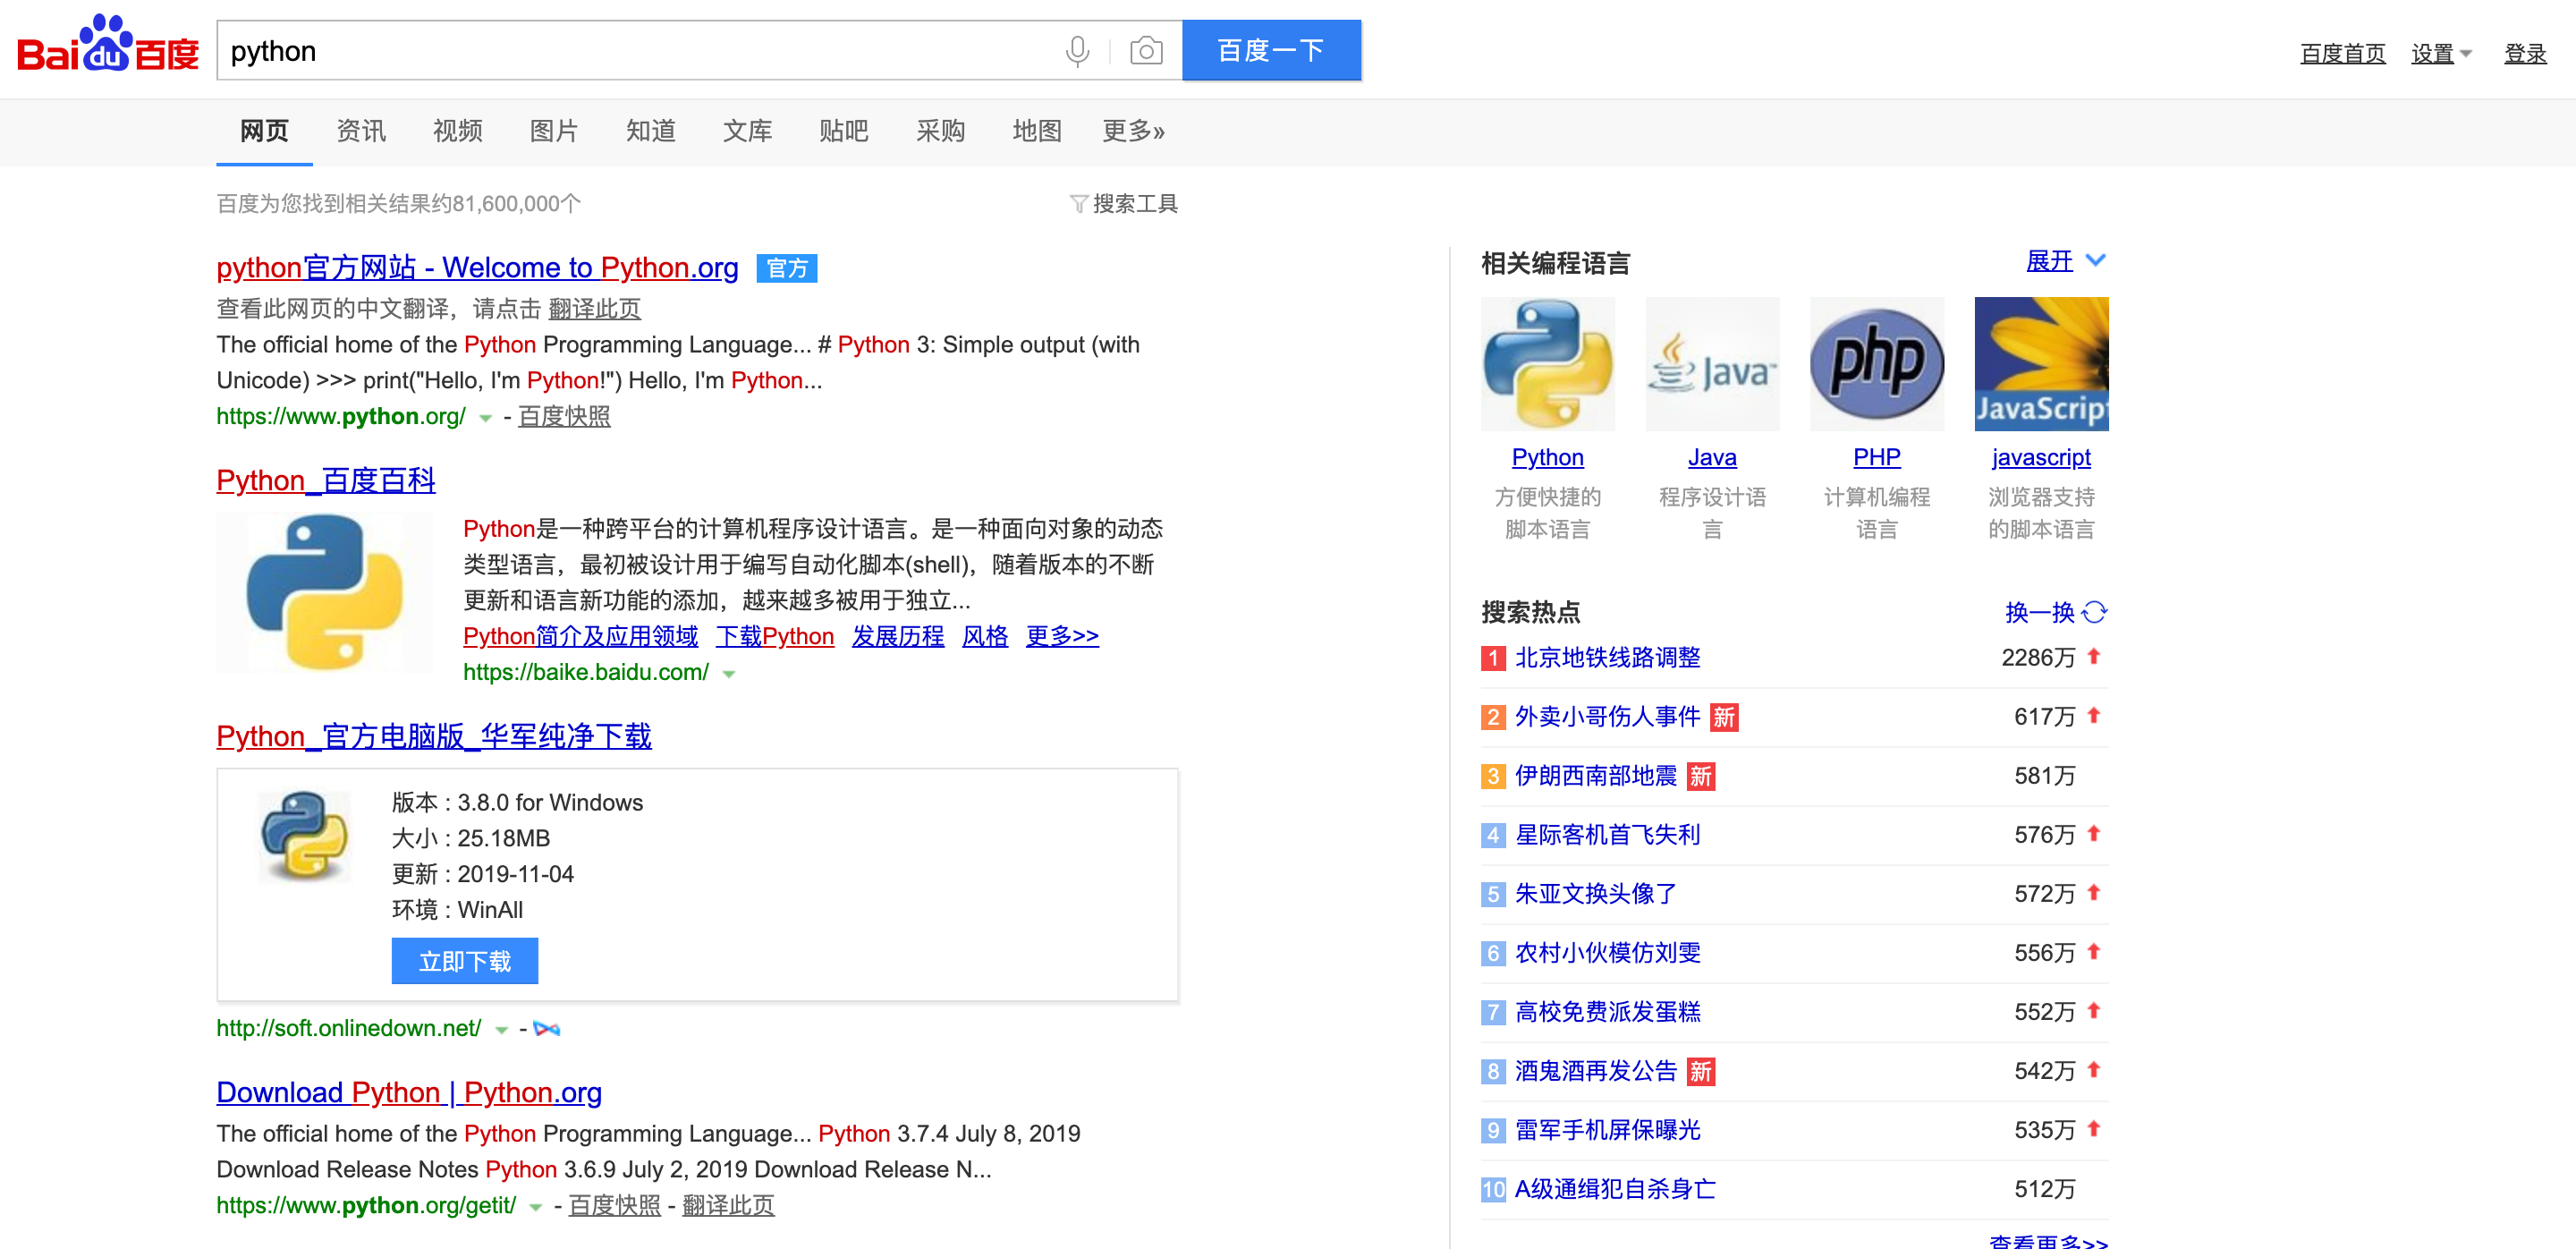 Bai du 百度
python
百度一下
百度首页 设置 登录
网页 资讯 视频 图片 知道 文库 贴吧 采购 地图 更多»
百度为您找到相关结果约81,600,000个
搜索工具
python官方网站 - Welcome to Python.org 官方
查看此网页的中文翻译，请点击 翻译此页
The official home of the Python Programming Language... # Python 3: Simple output (with
Unicode) >>> print("Hello, I'm Python!") Hello, I'm Python...
https://www.python.org/ - 百度快照
Python_百度百科
Python是一种跨平台的计算机程序设计语言。是一种面向对象的动态
类型语言，最初被设计用于编写自动化脚本(shell)，随着版本的不断
更新和语言新功能的添加，越来越多被用于独立...
Python简介及应用领域 下载Python 发展历程 风格 更多>>
https://baike.baidu.com/
Python_官方电脑版_华军纯净下载
版本 : 3.8.0 for Windows
大小 : 25.18MB
更新 : 2019-11-04
环境 : WinAll
立即下载
http://soft.onlinedown.net/ -
Download Python | Python.org
The official home of the Python Programming Language... Python 3.7.4 July 8, 2019
Download Release Notes Python 3.6.9 July 2, 2019 Download Release N...
https://www.python.org/getit/ - 百度快照 - 翻译此页
相关编程语言
展开
Java
php
JavaScrip
Python Java PHP javascript
方便快捷的 程序设计语 计算机编程 浏览器支持
脚本语言 言 语言 的脚本语言
搜索热点
换一换
1 北京地铁线路调整 2286万
2 外卖小哥伤人事件 新 617万
3 伊朗西南部地震 新 581万
4 星际客机首飞失利 576万
5 朱亚文换头像了 572万
6 农村小伙模仿刘雯 556万
7 高校免费派发蛋糕 552万
8 酒鬼酒再发公告 新 542万
9 雷军手机屏保曝光 535万
10 A级通缉犯自杀身亡 512万
查看更多>>